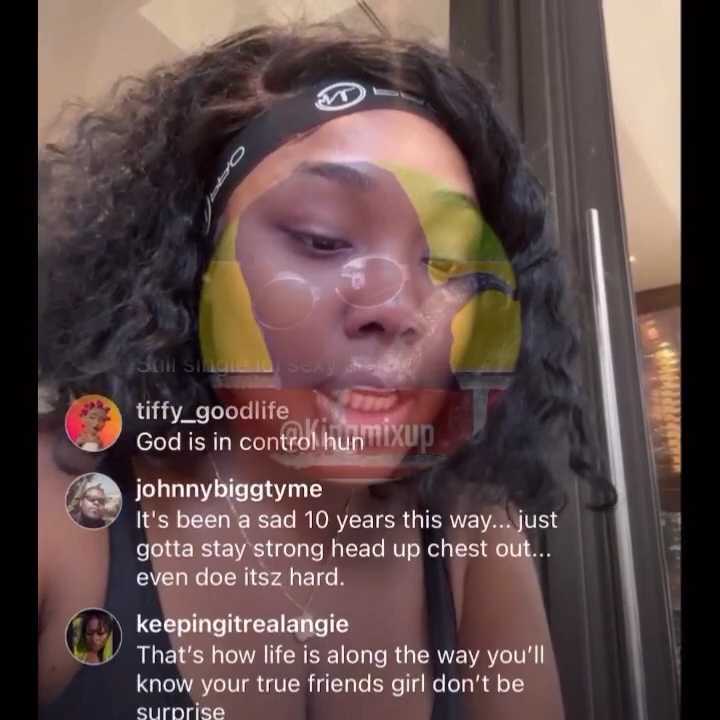 Still single
tiffy_goodlife
God is in control hun
@Kingmixup
johnnybiggtyme
It's been a sad 10 years this way... just
gotta stay strong head up chest out...
even doe itsz hard.
keepingitrealangie
That’s how life is along the way you’ll
know your true friends girl don’t be
surprise